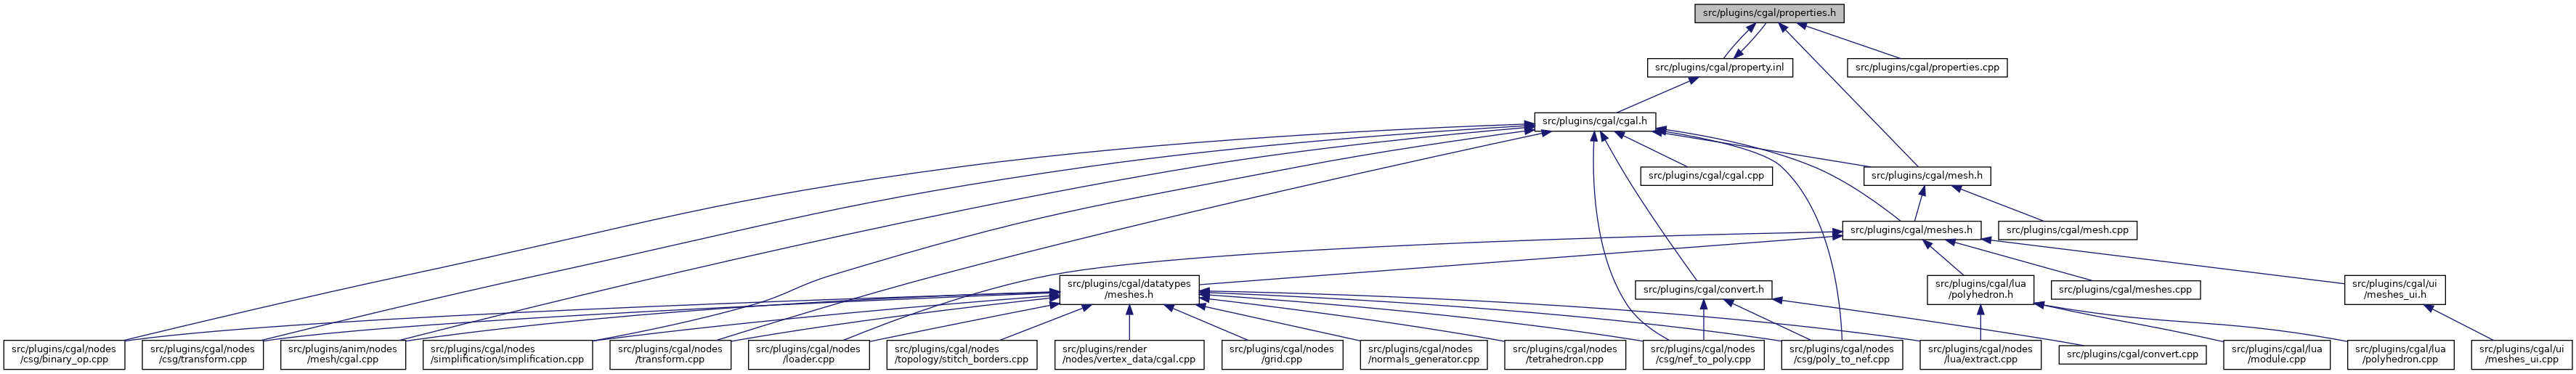 src/plugins/cgal/properties.h
src/plugins/cgal/property.inl
src/plugins/cgal/properties.cpp
src/plugins/cgal/cgal.h
src/plugins/cgal/cgal.cpp
src/plugins/cgal/mesh.h
src/plugins/cgal/meshes.h
src/plugins/cgal/mesh.cpp
src/plugins/cgal/datatypes
/meshes.h
src/plugins/cgal/convert.h
src/plugins/cgal/lua
/polyhedron.h
src/plugins/cgal/meshes.cpp
src/plugins/cgal/ui
/meshes_ui.h
src/plugins/cgal/nodes
/csg/binary_op.cpp
src/plugins/cgal/nodes
/csg/transform.cpp
src/plugins/anim/nodes
/mesh/cgal.cpp
src/plugins/cgal/nodes
/simplification/simplification.cpp
src/plugins/cgal/nodes
/transform.cpp
src/plugins/cgal/nodes
/loader.cpp
src/plugins/cgal/nodes
/topology/stitch_borders.cpp
src/plugins/render
/nodes/vertex_data/cgal.cpp
src/plugins/cgal/nodes
/grid.cpp
src/plugins/cgal/nodes
/normals_generator.cpp
src/plugins/cgal/nodes
/tetrahedron.cpp
src/plugins/cgal/nodes
/csg/nef_to_poly.cpp
src/plugins/cgal/nodes
/csg/poly_to_nef.cpp
src/plugins/cgal/nodes
/lua/extract.cpp
src/plugins/cgal/convert.cpp
src/plugins/cgal/lua
/module.cpp
src/plugins/cgal/lua
/polyhedron.cpp
src/plugins/cgal/ui
/meshes_ui.cpp